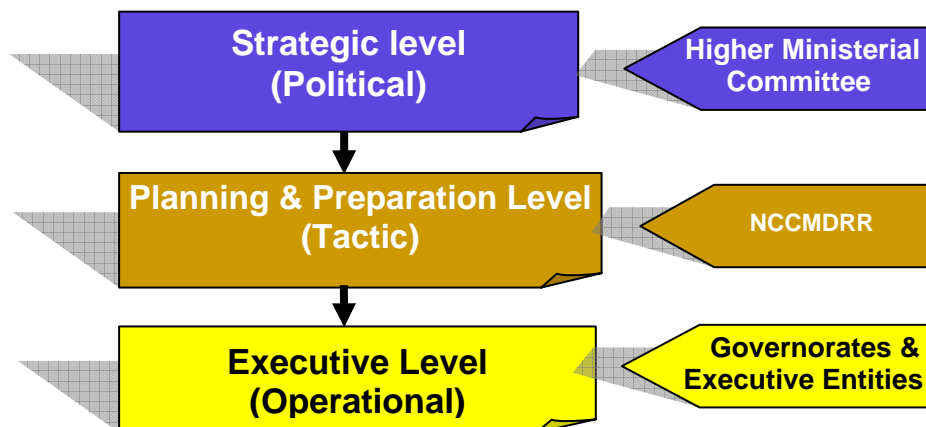 Strategic level
(Political)
Higher Ministerial
Committee
Planning & Preparation Level
(Tactic)
NCCMDRR
Executive Level
(Operational)
Governorates &
Executive Entities